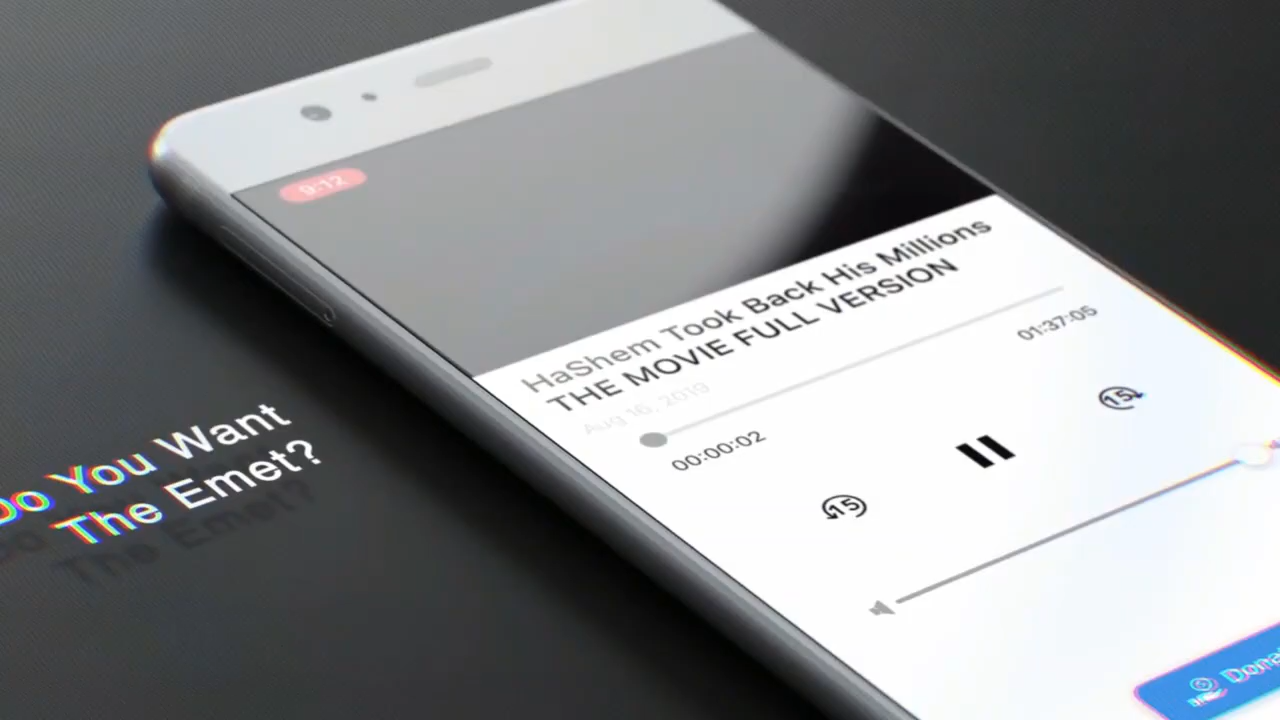 9:12
HaShem Took Back His Millions
THE MOVIE FULL VERSION
Aug 16, 2019
00:00:02
01:37:05
15
15
Do You Want
The Emet?